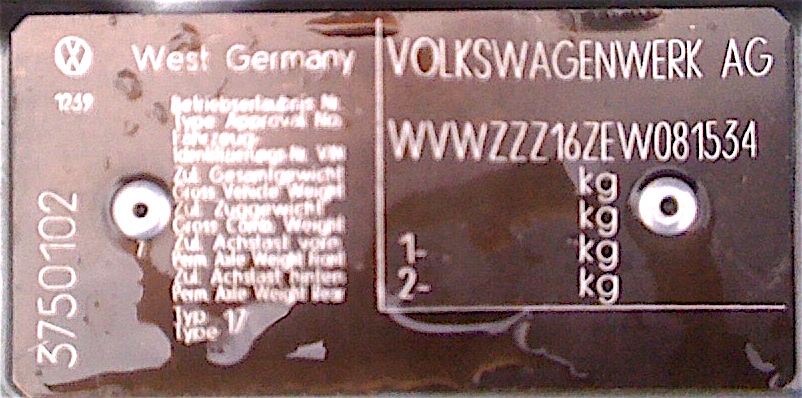 West Germany
VOLKSWAGENWERK AG
1259
Betriebserlaubnis Nr.
Type Approval No.
Fahrzeug-
Identifizierungs-Nr. VIN
WVWZZZ16ZEW081534
Zul. Gesamtgewicht
Gross Vehicle Weight
kg
Zul. Zuggewicht
Gross Comb. Weight
kg
Zul. Achslast vorn
Perm. Axle Weight Front
1- kg
Zul. Achslast hinten
Perm. Axle Weight Rear
2- kg
Typ
Type 17
3750102